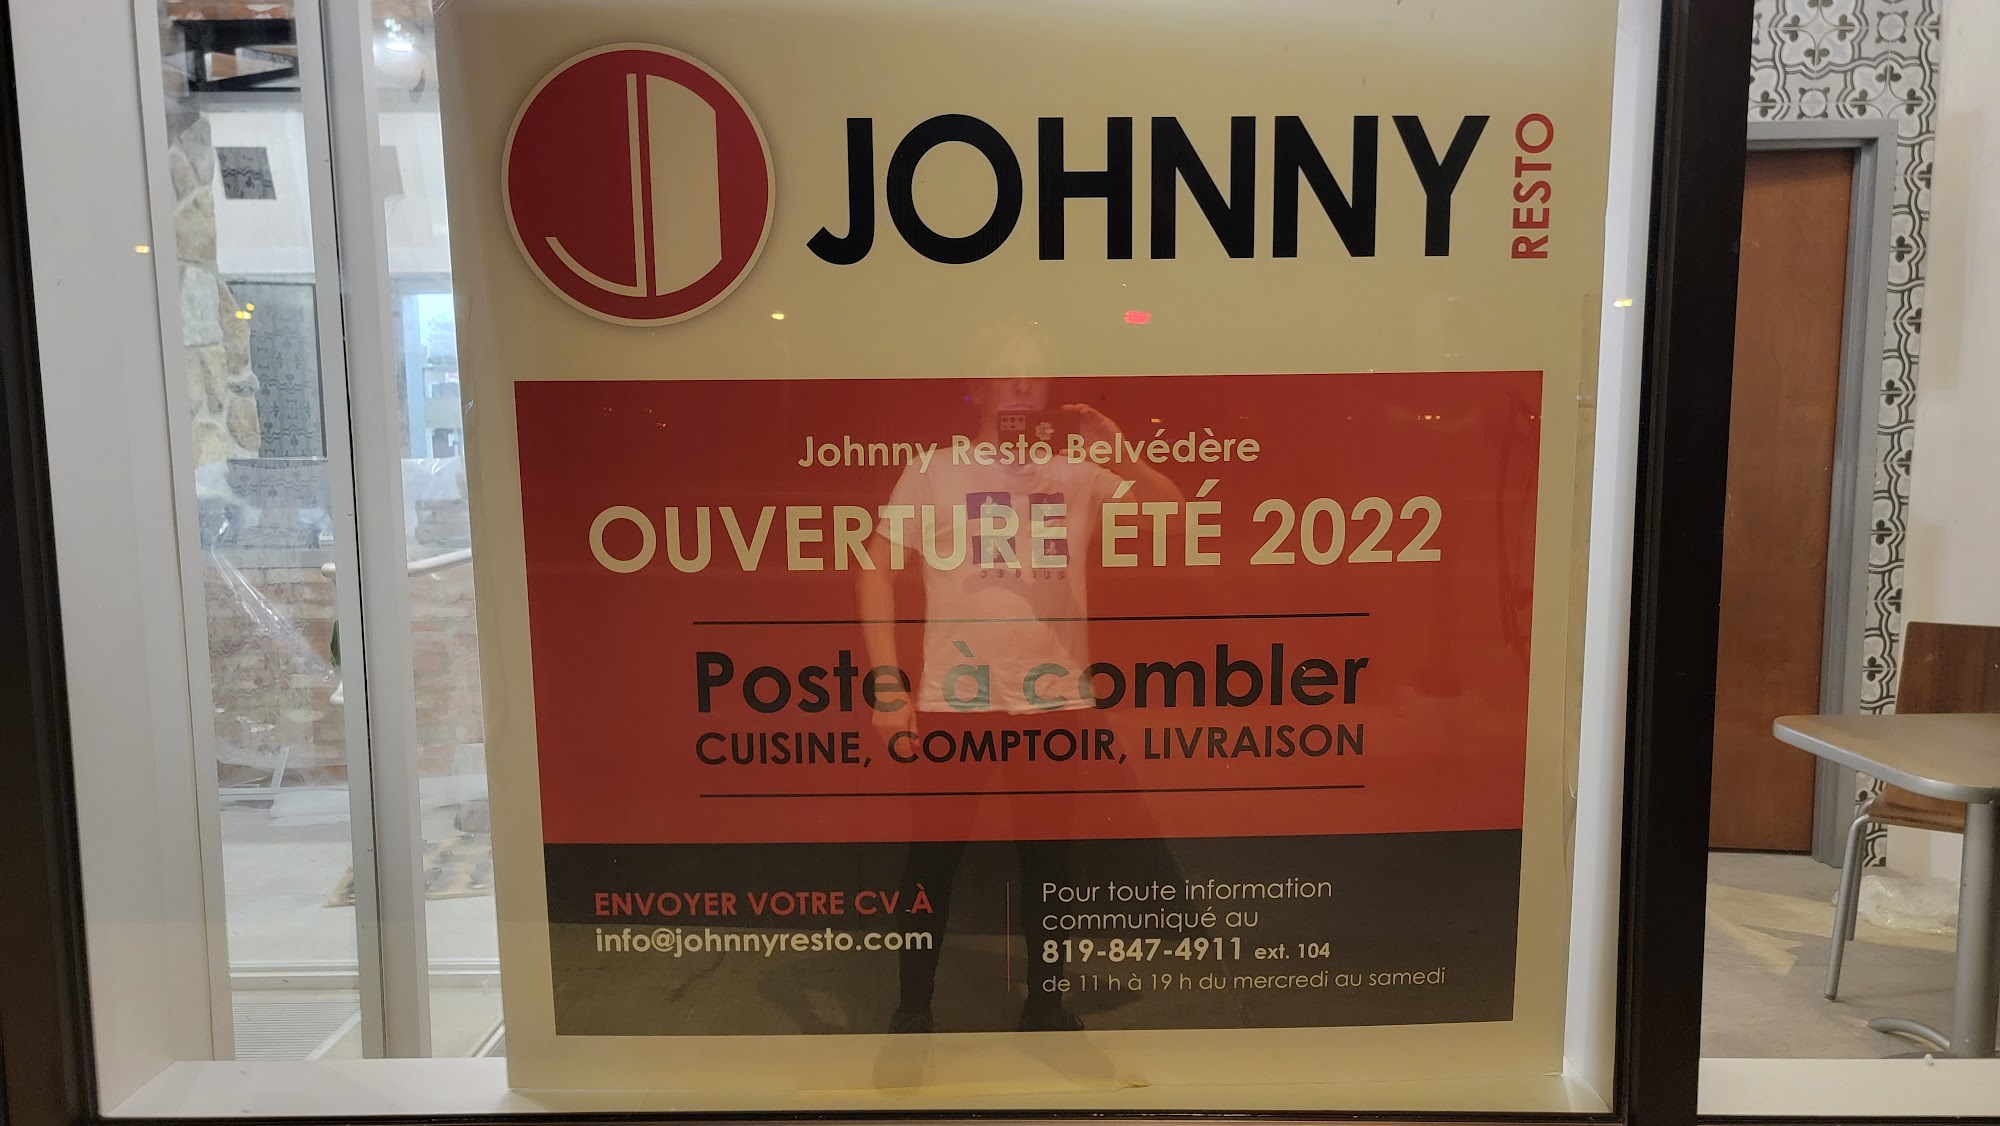 JOHNNY RESTO
Johnny Resto Belvédère
OUVERTURE ÉTÉ 2022
Poste à combler
CUISINE, COMPTOIR, LIVRAISON
ENVOYER VOTRE CV À
info@johnnyresto.com
Pour toute information
communiqué au
819-847-4911 ext. 104
de 11 h à 19 h du mercredi au samedi